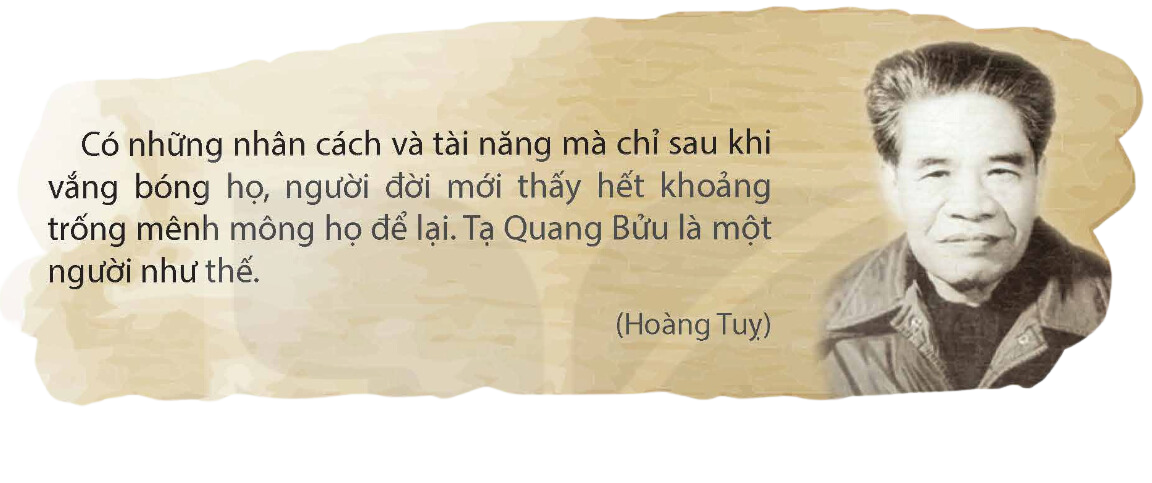 Có những nhân cách và tài năng mà chỉ sau khi
vắng bóng họ, người đời mới thấy hết khoảng
trống mênh mông họ để lại. Tạ Quang Bửu là một
người như thế.
(Hoàng Tuỵ)